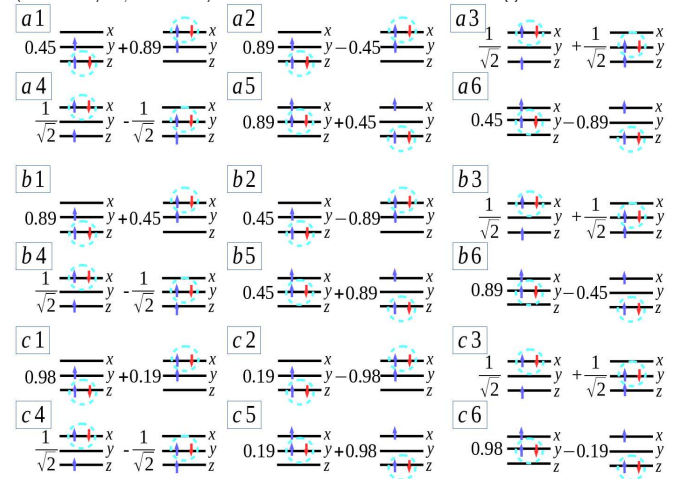 a1 0.45 x y z +0.89 x y z
a2 0.89 x y z −0.45 x y z
a3 1/√2 x y z + 1/√2 x y z
a4 1/√2 x y z - 1/√2 x y z
a5 0.89 x y z +0.45 x y z
a6 0.45 x y z −0.89 x y z
b1 0.89 x y z +0.45 x y z
b2 0.45 x y z −0.89 x y z
b3 1/√2 x y z + 1/√2 x y z
b4 1/√2 x y z - 1/√2 x y z
b5 0.45 x y z +0.89 x y z
b6 0.89 x y z −0.45 x y z
c1 0.98 x y z +0.19 x y z
c2 0.19 x y z −0.98 x y z
c3 1/√2 x y z + 1/√2 x y z
c4 1/√2 x y z - 1/√2 x y z
c5 0.19 x y z +0.98 x y z
c6 0.98 x y z −0.19 x y z